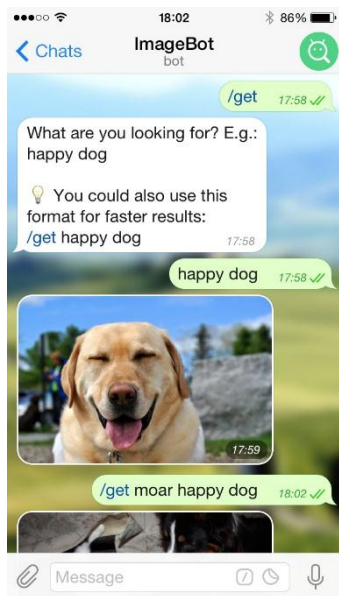 18:02
86%
Chats
ImageBot
bot
/get 17:58
What are you looking for? E.g.:
happy dog
You could also use this
format for faster results:
/get happy dog 17:58
happy dog 17:58
17:59
/get moar happy dog 18:02
Message